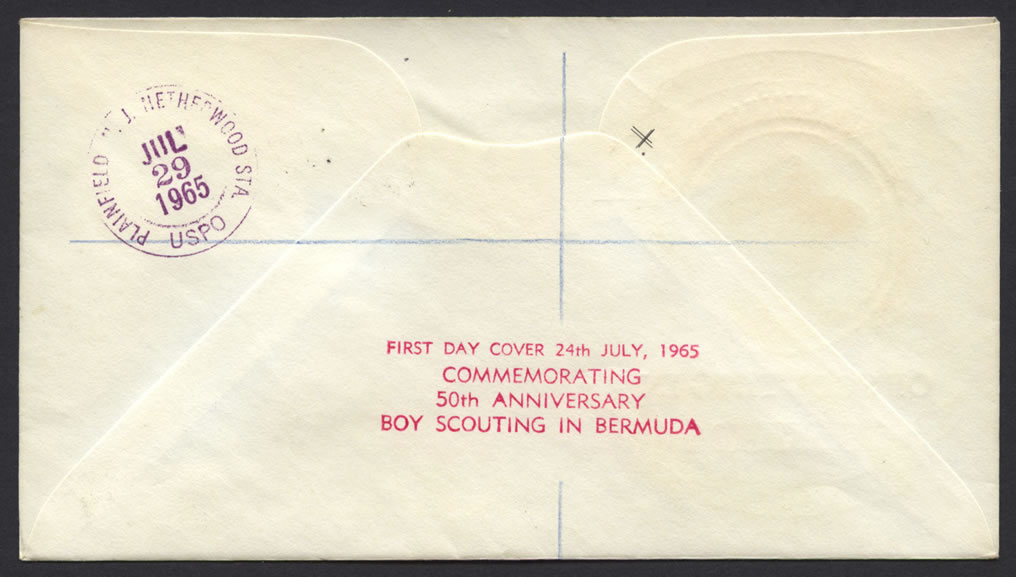 PLAINFIELD N.J. NETHERWOOD STA.
JUL
29
1965
USPO
FIRST DAY COVER 24th JULY, 1965
COMMEMORATING
50th ANNIVERSARY
BOY SCOUTING IN BERMUDA